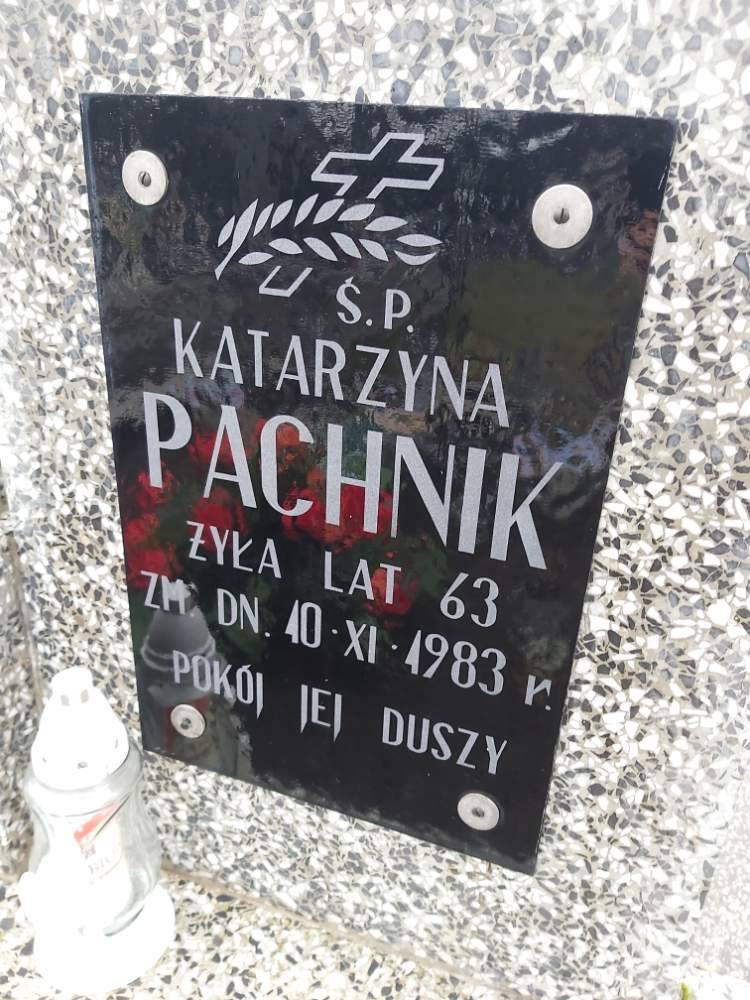 Ś.P.
KATARZYNA
PACHNIK
ŻYŁA LAT 63
ZM DN. 10·XI·1983 r.
POKÓJ JEJ DUSZY